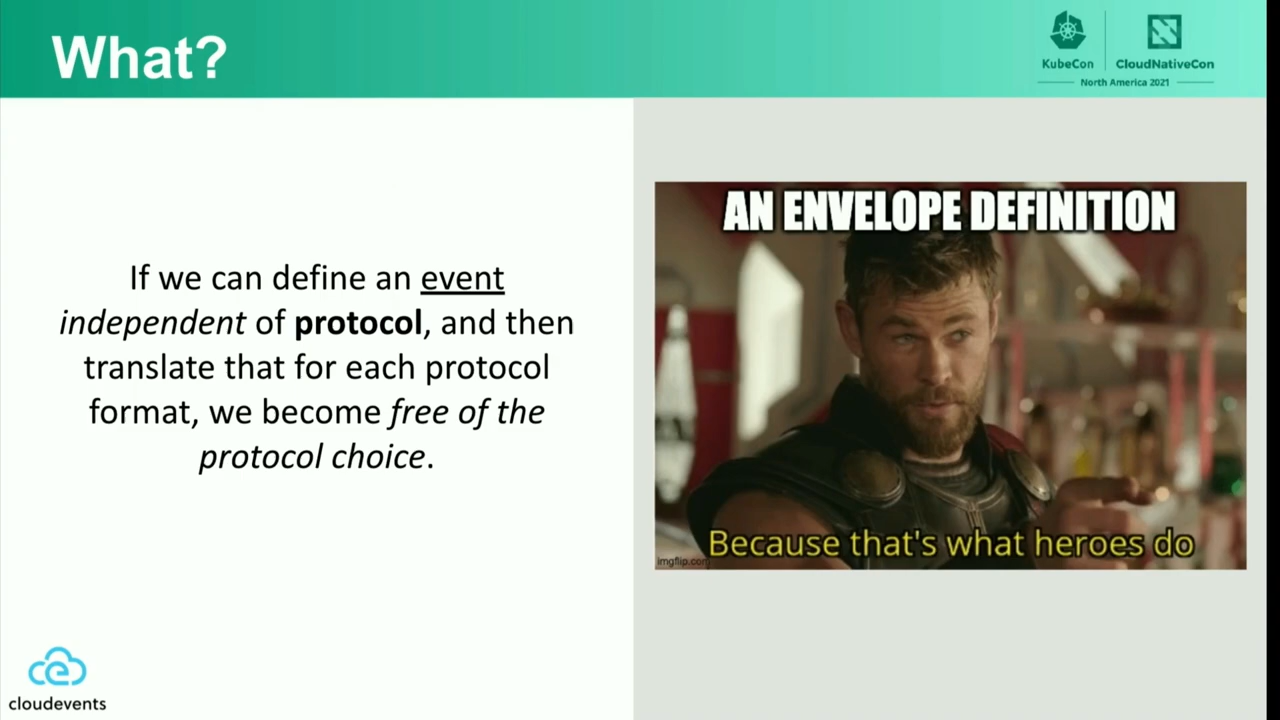 What?
KubeCon
CloudNativeCon
North America 2021
If we can define an event
independent of protocol, and then
translate that for each protocol
format, we become free of the
protocol choice.
AN ENVELOPE DEFINITION
Because that's what heroes do
imgflip.com
cloudevents